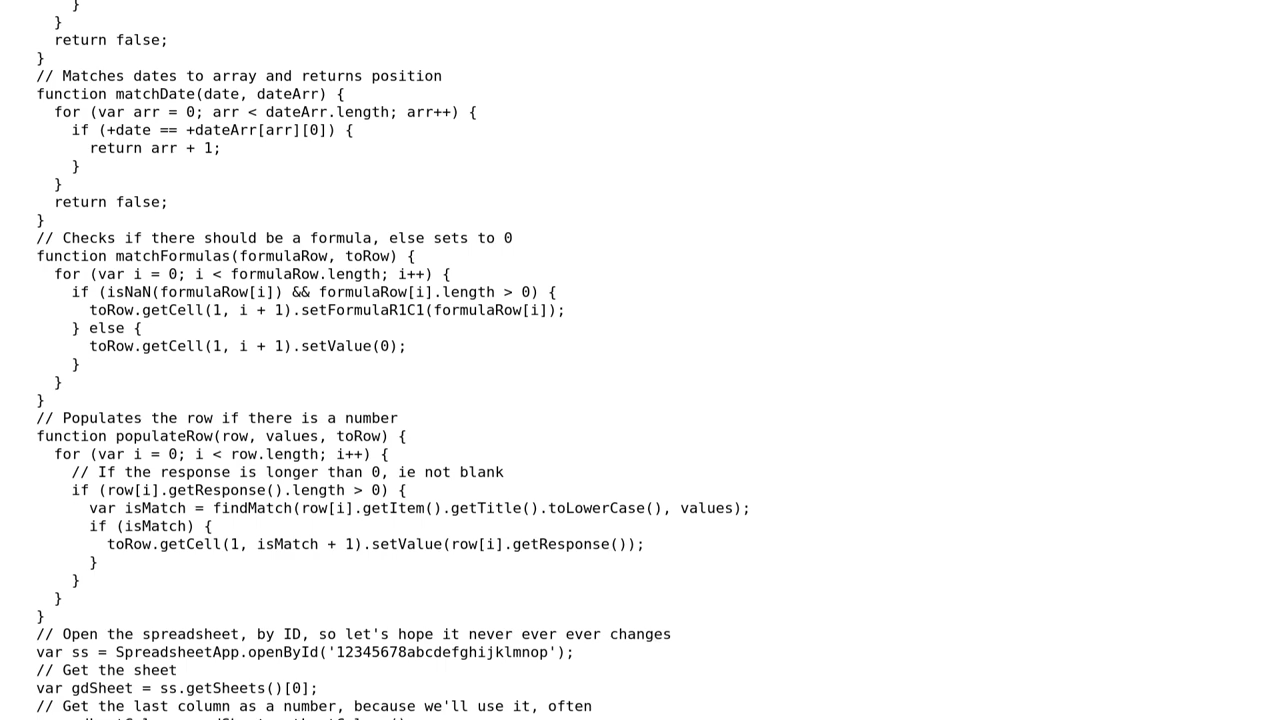 }
  }
  return false;
}
// Matches dates to array and returns position
function matchDate(date, dateArr) {
  for (var arr = 0; arr < dateArr.length; arr++) {
    if (+date == +dateArr[arr][0]) {
      return arr + 1;
    }
  }
  return false;
}
// Checks if there should be a formula, else sets to 0
function matchFormulas(formulaRow, toRow) {
  for (var i = 0; i < formulaRow.length; i++) {
    if (isNaN(formulaRow[i]) && formulaRow[i].length > 0) {
      toRow.getCell(1, i + 1).setFormulaR1C1(formulaRow[i]);
    } else {
      toRow.getCell(1, i + 1).setValue(0);
    }
  }
}
// Populates the row if there is a number
function populateRow(row, values, toRow) {
  for (var i = 0; i < row.length; i++) {
    // If the response is longer than 0, ie not blank
    if (row[i].getResponse().length > 0) {
      var isMatch = findMatch(row[i].getItem().getTitle().toLowerCase(), values);
      if (isMatch) {
        toRow.getCell(1, isMatch + 1).setValue(row[i].getResponse());
      }
    }
  }
}
// Open the spreadsheet, by ID, so let's hope it never ever ever changes
var ss = SpreadsheetApp.openById('12345678abcdefghijklmnop');
// Get the sheet
var gdSheet = ss.getSheets()[0];
// Get the last column as a number, because we'll use it, often